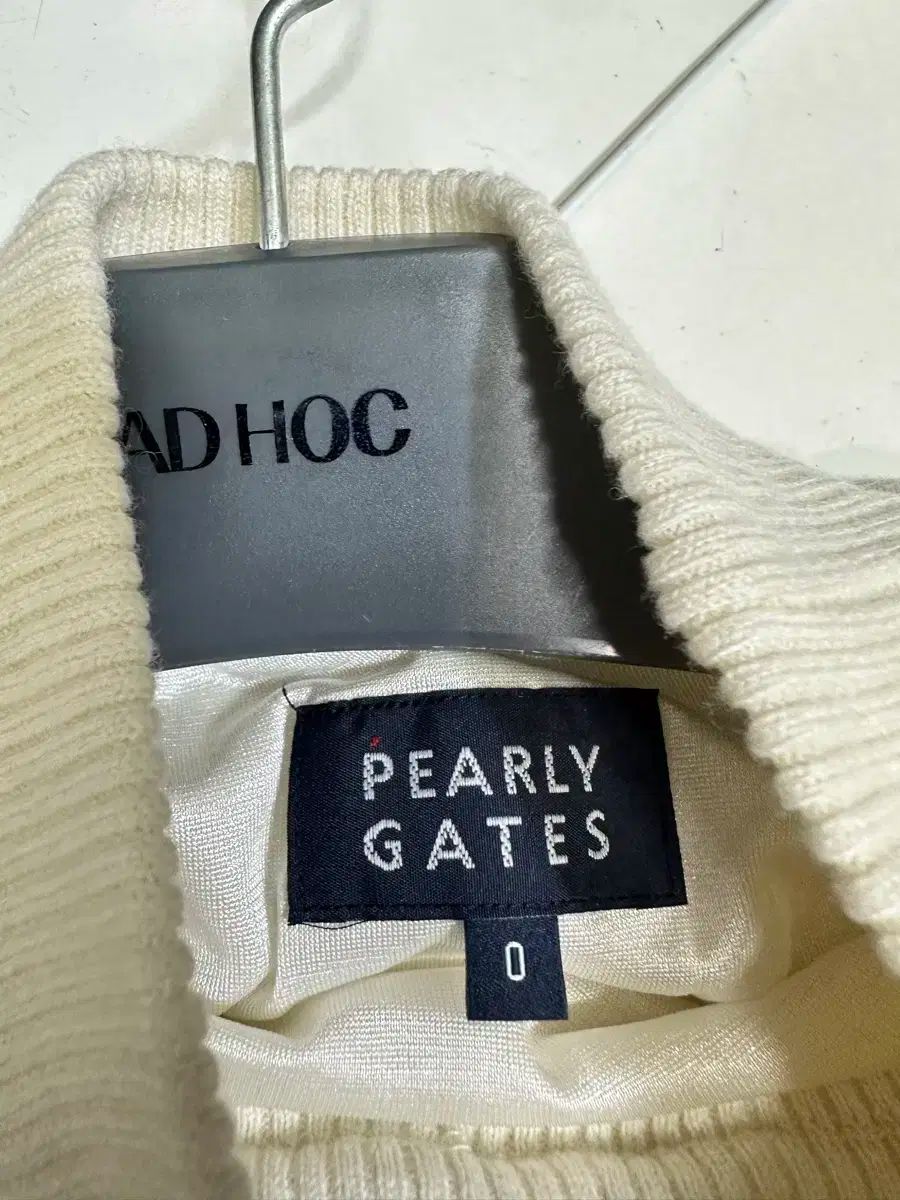 AD HOC
PEARLY
GATES
0